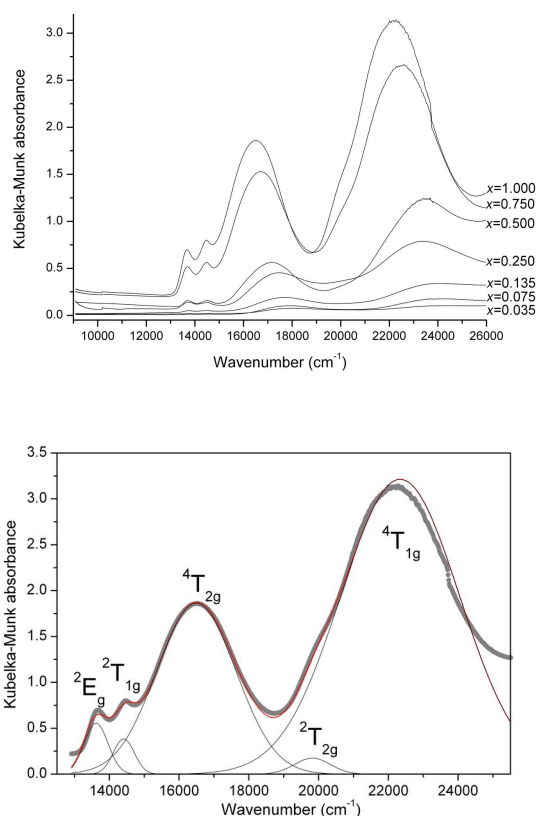 3.0
2.5
2.0
1.5
1.0
0.5
0.0
Kubelka-Munk absorbance
x=1.000
x=0.750
x=0.500
x=0.250
x=0.135
x=0.075
x=0.035
10000 12000 14000 16000 18000 20000 22000 24000 26000
Wavenumber (cm⁻¹)
3.5
3.0
2.5
2.0
1.5
1.0
0.5
0.0
Kubelka-Munk absorbance
⁴T₁g
⁴T₂g
²E_g ²T₁g
²T₂g
14000 16000 18000 20000 22000 24000
Wavenumber (cm⁻¹)